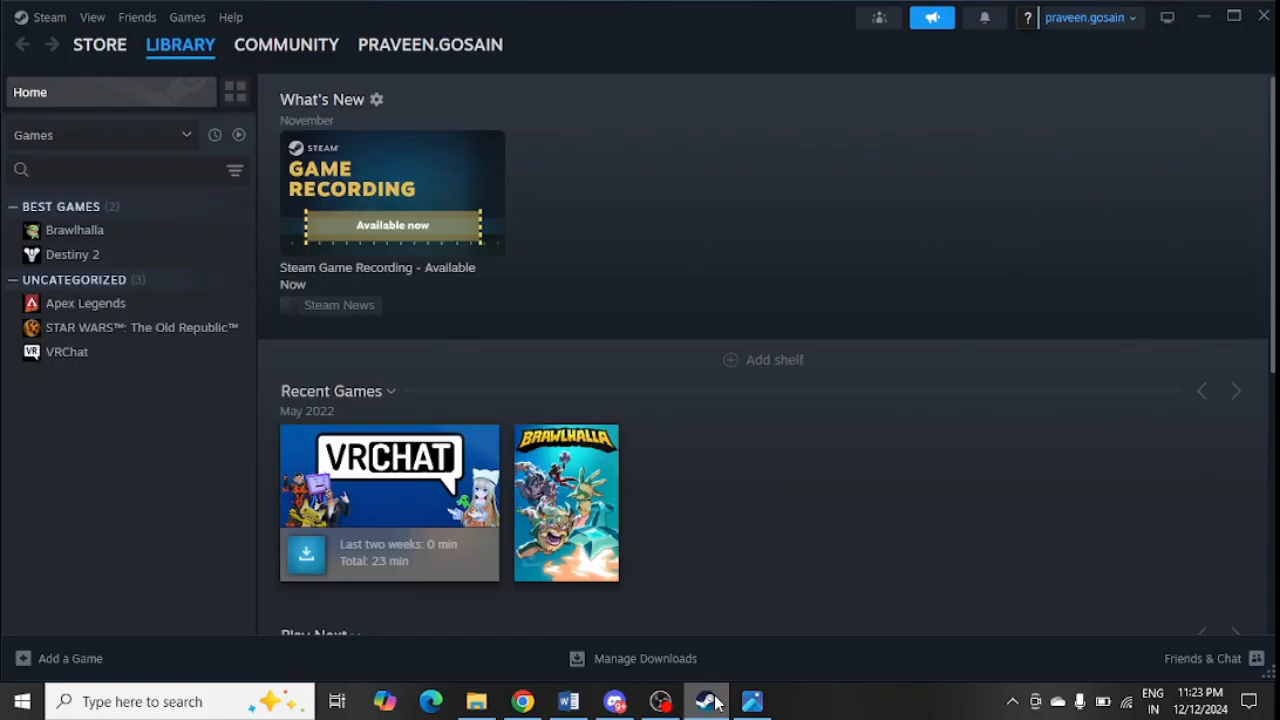 Steam View Friends Games Help
? praveen.gosain
STORE LIBRARY COMMUNITY PRAVEEN.GOSAIN
Home
Games
BEST GAMES (2)
Brawlhalla
Destiny 2
UNCATEGORIZED (3)
Apex Legends
STAR WARS™: The Old Republic™
VR VRChat
What's New
November
STEAM®
GAME
RECORDING
Available now
Steam Game Recording - Available
Now
Steam News
Add shelf
Recent Games
May 2022
VRCHAT
Last two weeks: 0 min
Total: 23 min
BRAWLHALLA
Play Next
Add a Game
Manage Downloads
Friends & Chat
Type here to search
9+
ENG
IN
11:23 PM
12/12/2024